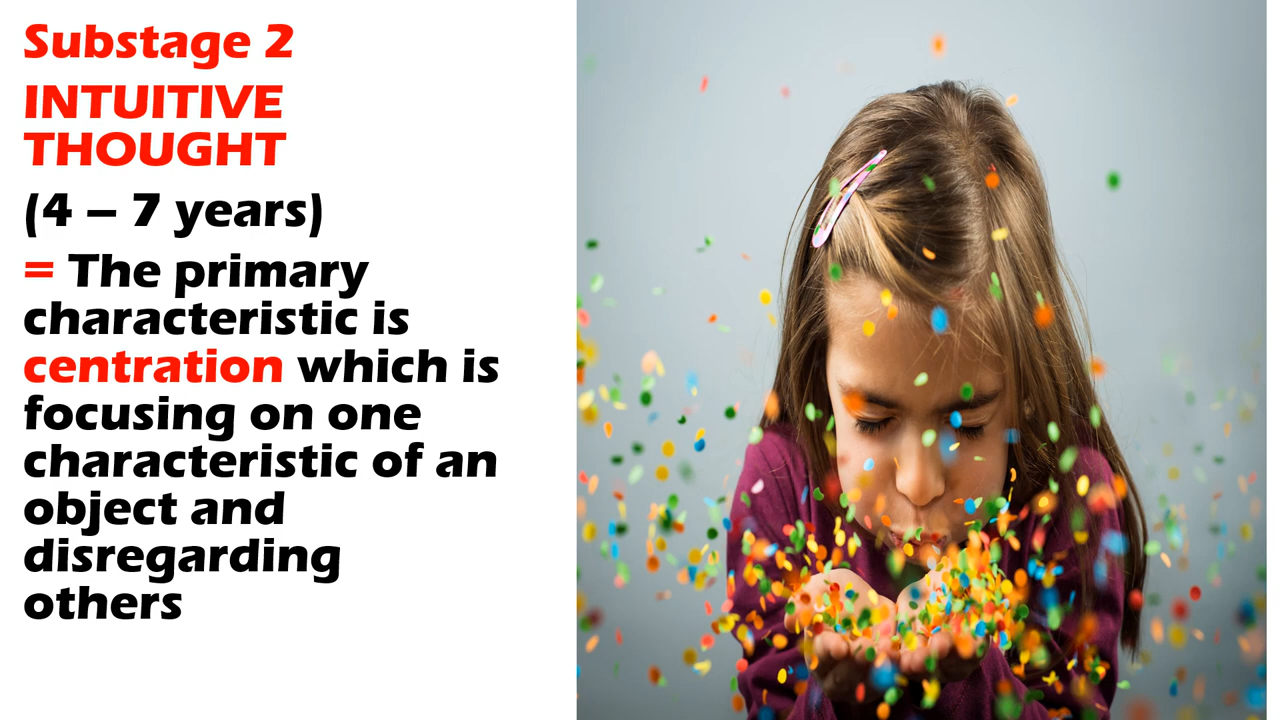 Substage 2
INTUITIVE
THOUGHT
(4 – 7 years)
= The primary
characteristic is
centration which is
focusing on one
characteristic of an
object and
disregarding
others